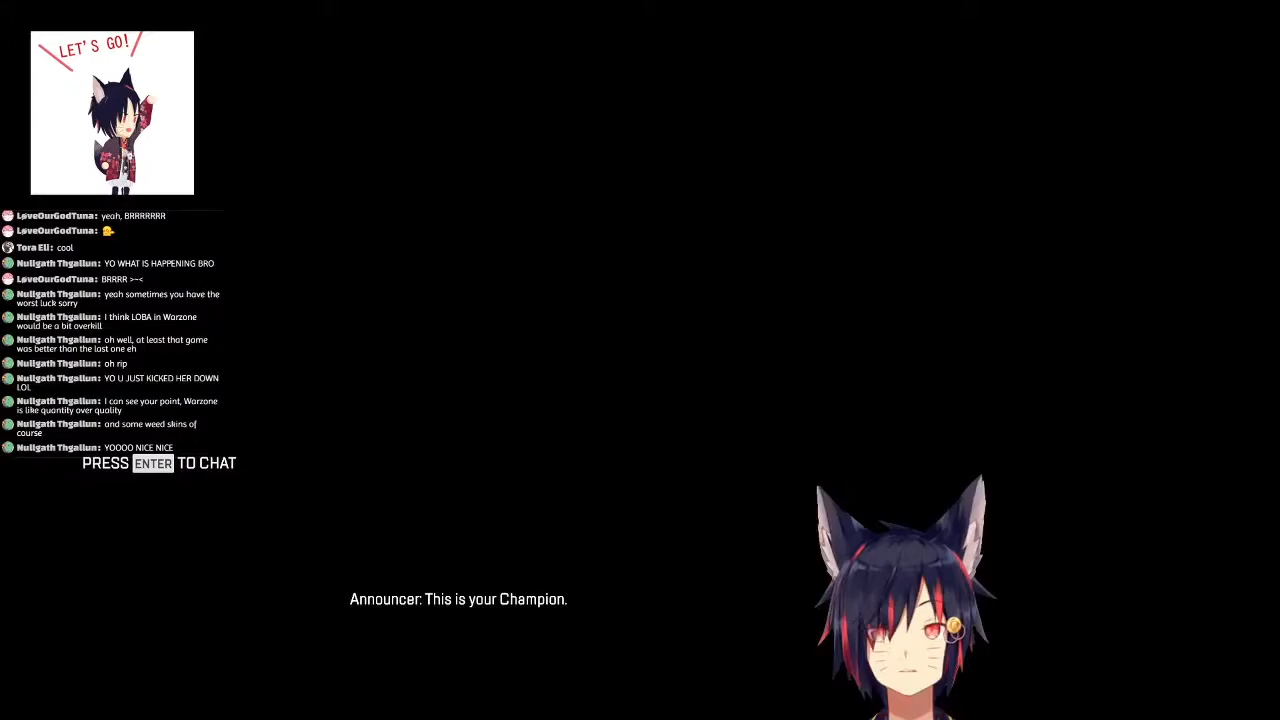 LET'S GO!
LøveOurGodTuna: yeah, BRRRRRRR
LøveOurGodTuna:
Tora Eli: cool
Nullgath Thgallun: YO WHAT IS HAPPENING BRO
LøveOurGodTuna: BRRRR >~<
Nullgath Thgallun: yeah sometimes you have the
worst luck sorry
Nullgath Thgallun: I think LOBA in Warzone
would be a bit overkill
Nullgath Thgallun: oh well, at least that game
was better than the last one eh
Nullgath Thgallun: oh rip
Nullgath Thgallun: YO U JUST KICKED HER DOWN
LOL
Nullgath Thgallun: I can see your point, Warzone
is like quantity over quality
Nullgath Thgallun: and some weed skins of
course
Nullgath Thgallun: YOOOO NICE NICE
PRESS ENTER TO CHAT
Announcer: This is your Champion.